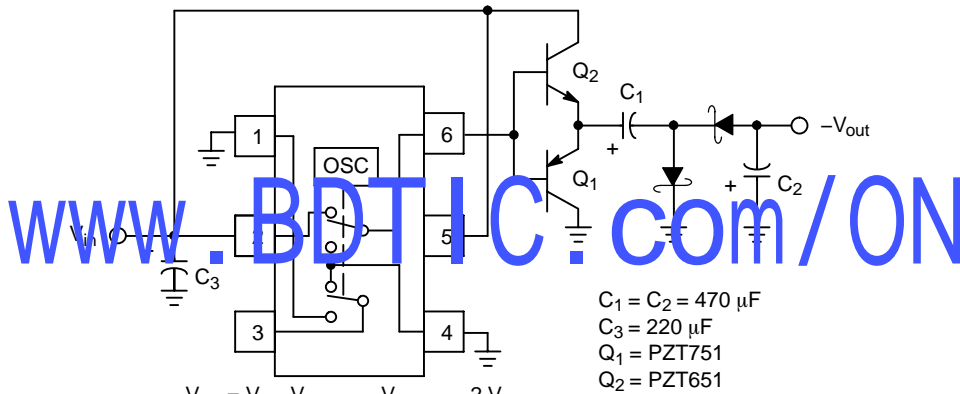 Q2
C1
1
6
OSC
+
−Vout
Q1
+
C2
www.BDTIC.com/ON
Vin
2
5
C3
3
4
C1 = C2 = 470 μF
C3 = 220 μF
Q1 = PZT751
Q2 = PZT651